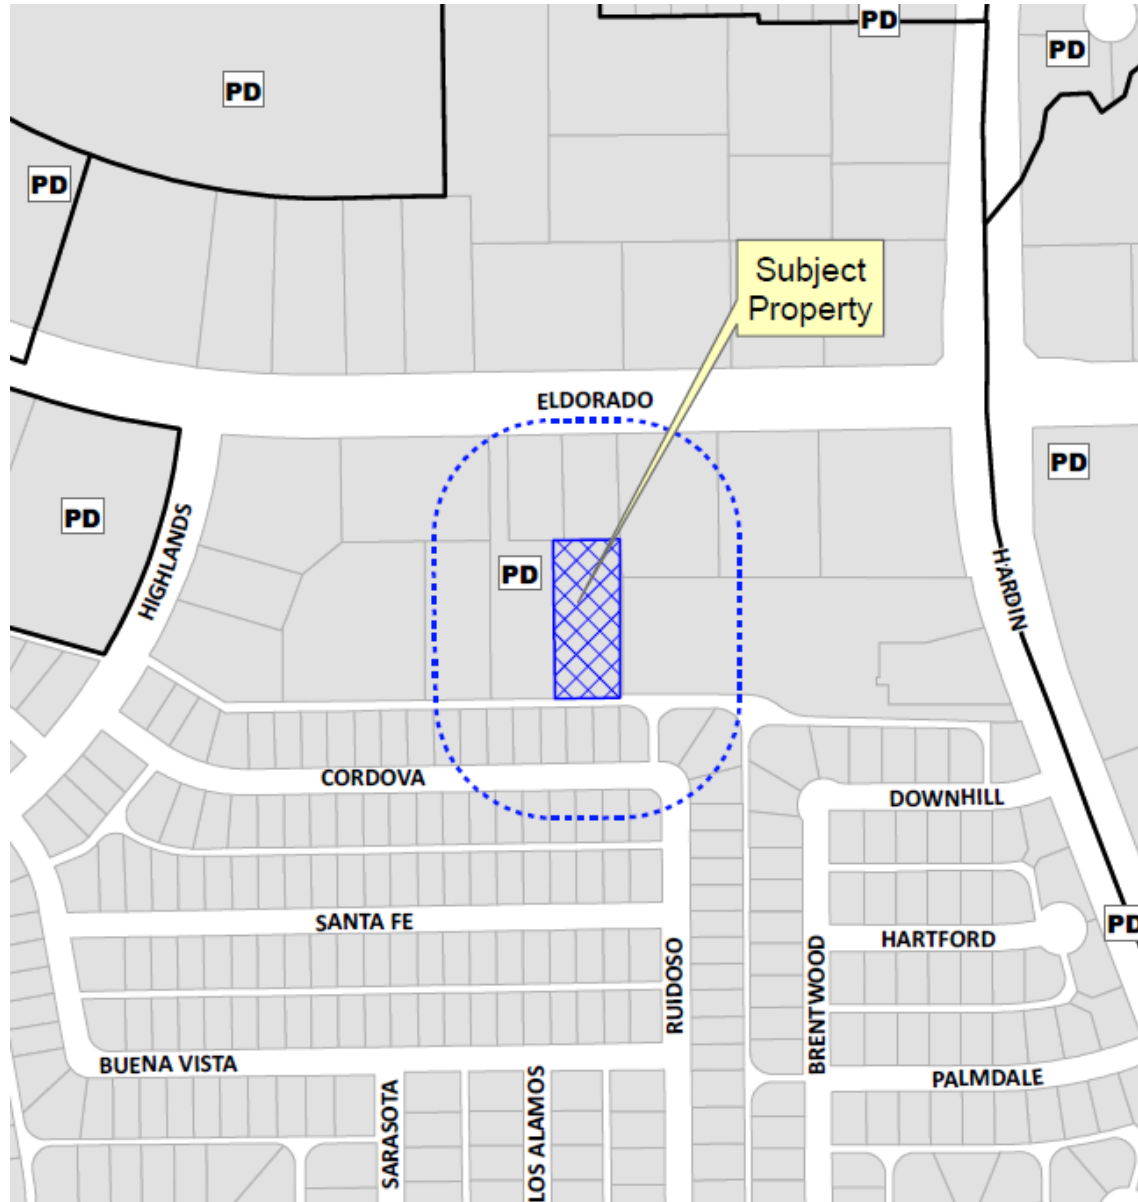 PD
PD
PD
PD
Subject
Property
ELDORADO
PD
PD
HIGHLANDS
PD
HARDIN
CORDOVA
DOWNHILL
SANTA FE
PD
HARTFORD
RUIDOSO
BRENTWOOD
BUENA VISTA
PALMDALE
SARASOTA
LOS ALAMOS